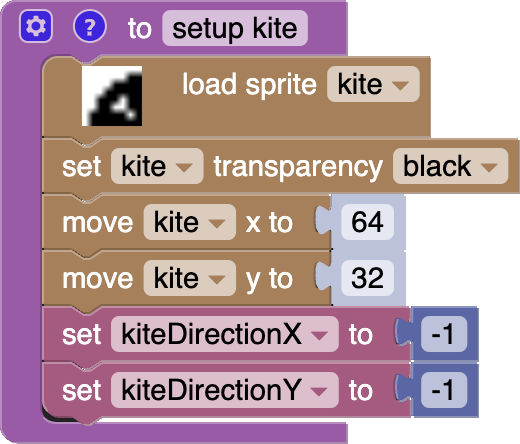 ? to setup kite
load sprite kite
set kite transparency black
move kite x to 64
move kite y to 32
set kiteDirectionX to -1
set kiteDirectionY to -1